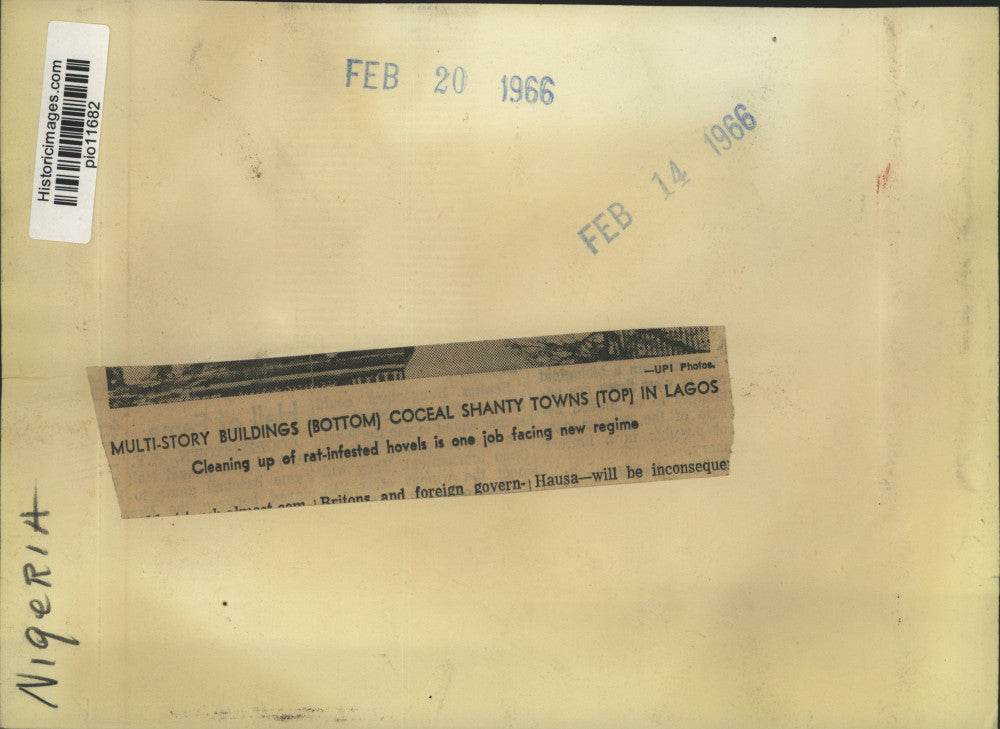 Historicimages.com
pio11682
FEB 20 1966
FEB 14 1966
—UPI Photos.
MULTI-STORY BUILDINGS (BOTTOM) COCEAL SHANTY TOWNS (TOP) IN LAGOS
Cleaning up of rat-infested hovels is one job facing new regime
Britons and foreign govern- Hausa—will be inconseque
NIGERIA